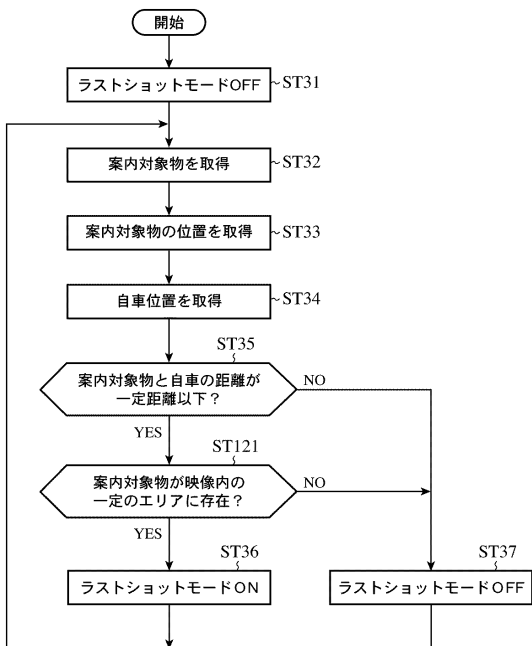 開始
ラストショットモードOFF
ST31
案内対象物を取得
ST32
案内対象物の位置を取得
ST33
自車位置を取得
ST34
ST35
案内対象物と自車の距離が
一定距離以下？
NO
YES
ST121
案内対象物が映像内の
一定のエリアに存在？
NO
YES
ST36
ラストショットモードON
ST37
ラストショットモードOFF